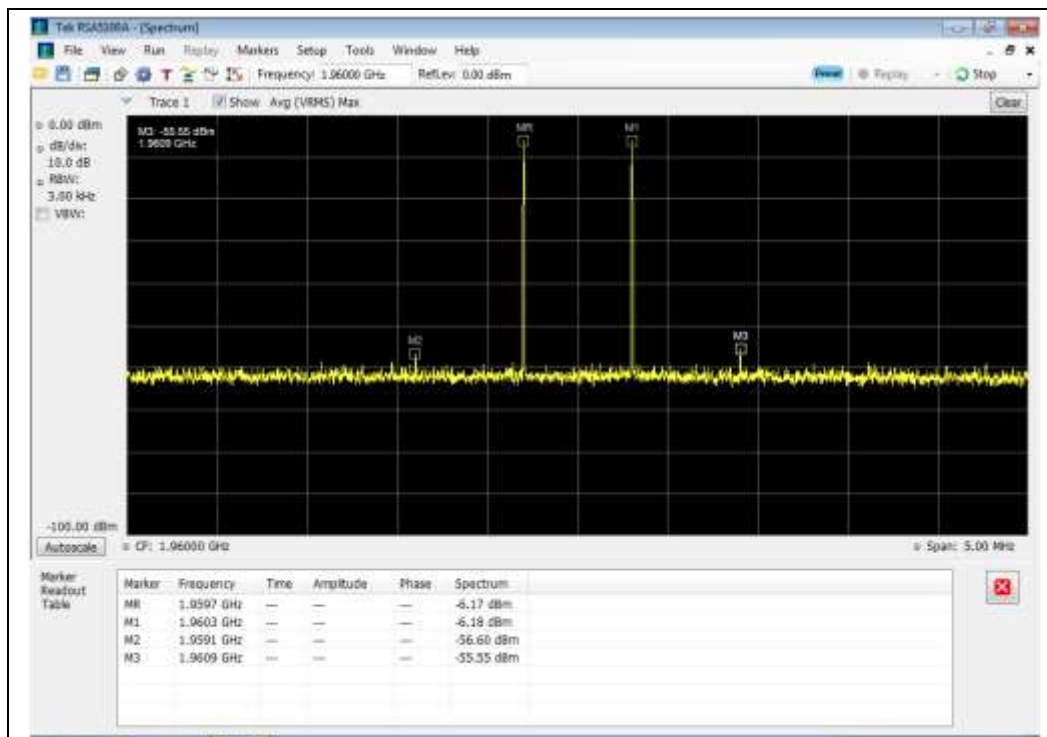 Tek RSA5100A - [Spectrum]
File View Run Replay Markers Setup Tools Window Help
Frequency: 1.96000 GHz RefLev: 0.00 dBm Preset Replay Stop
Trace 1 Show Avg (VRMS) Max Clear
0.00 dBm
dB/div:
10.0 dB
RBW:
3.00 kHz
VBW:
M3: -55.55 dBm
1.9609 GHz
MR
M1
M2
M3
-100.00 dBm
Autoscale CF: 1.96000 GHz Span: 5.00 MHz
Marker
Readout
Table
Marker Frequency Time Amplitude Phase Spectrum
MR 1.9597 GHz --- --- --- -6.17 dBm
M1 1.9603 GHz --- --- --- -6.18 dBm
M2 1.9591 GHz --- --- --- -56.60 dBm
M3 1.9609 GHz --- --- --- -55.55 dBm